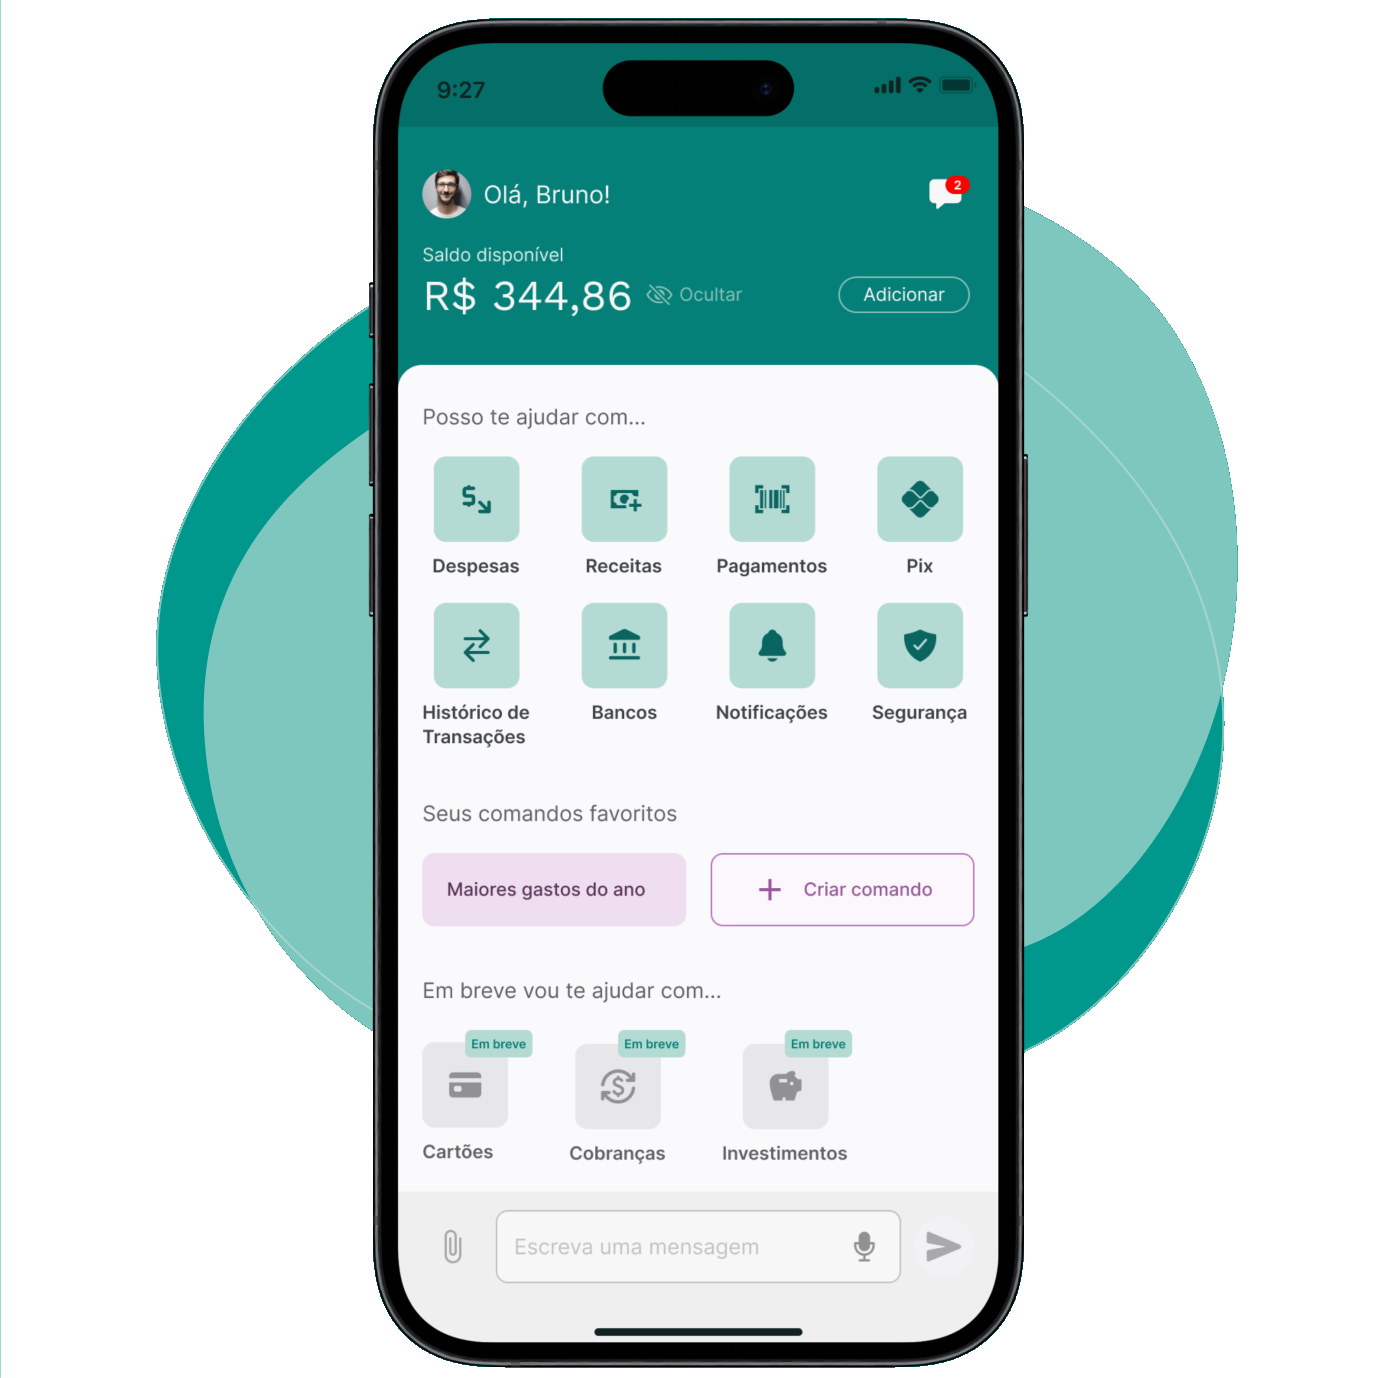 9:27
Olá, Bruno!
2
Saldo disponível
R$ 344,86
Ocultar
Adicionar
Posso te ajudar com...
Despesas
Receitas
Pagamentos
Pix
Histórico de
Transações
Bancos
Notificações
Segurança
Seus comandos favoritos
Maiores gastos do ano
Criar comando
Em breve vou te ajudar com...
Em breve
Em breve
Em breve
Cartões
Cobranças
Investimentos
Escreva uma mensagem